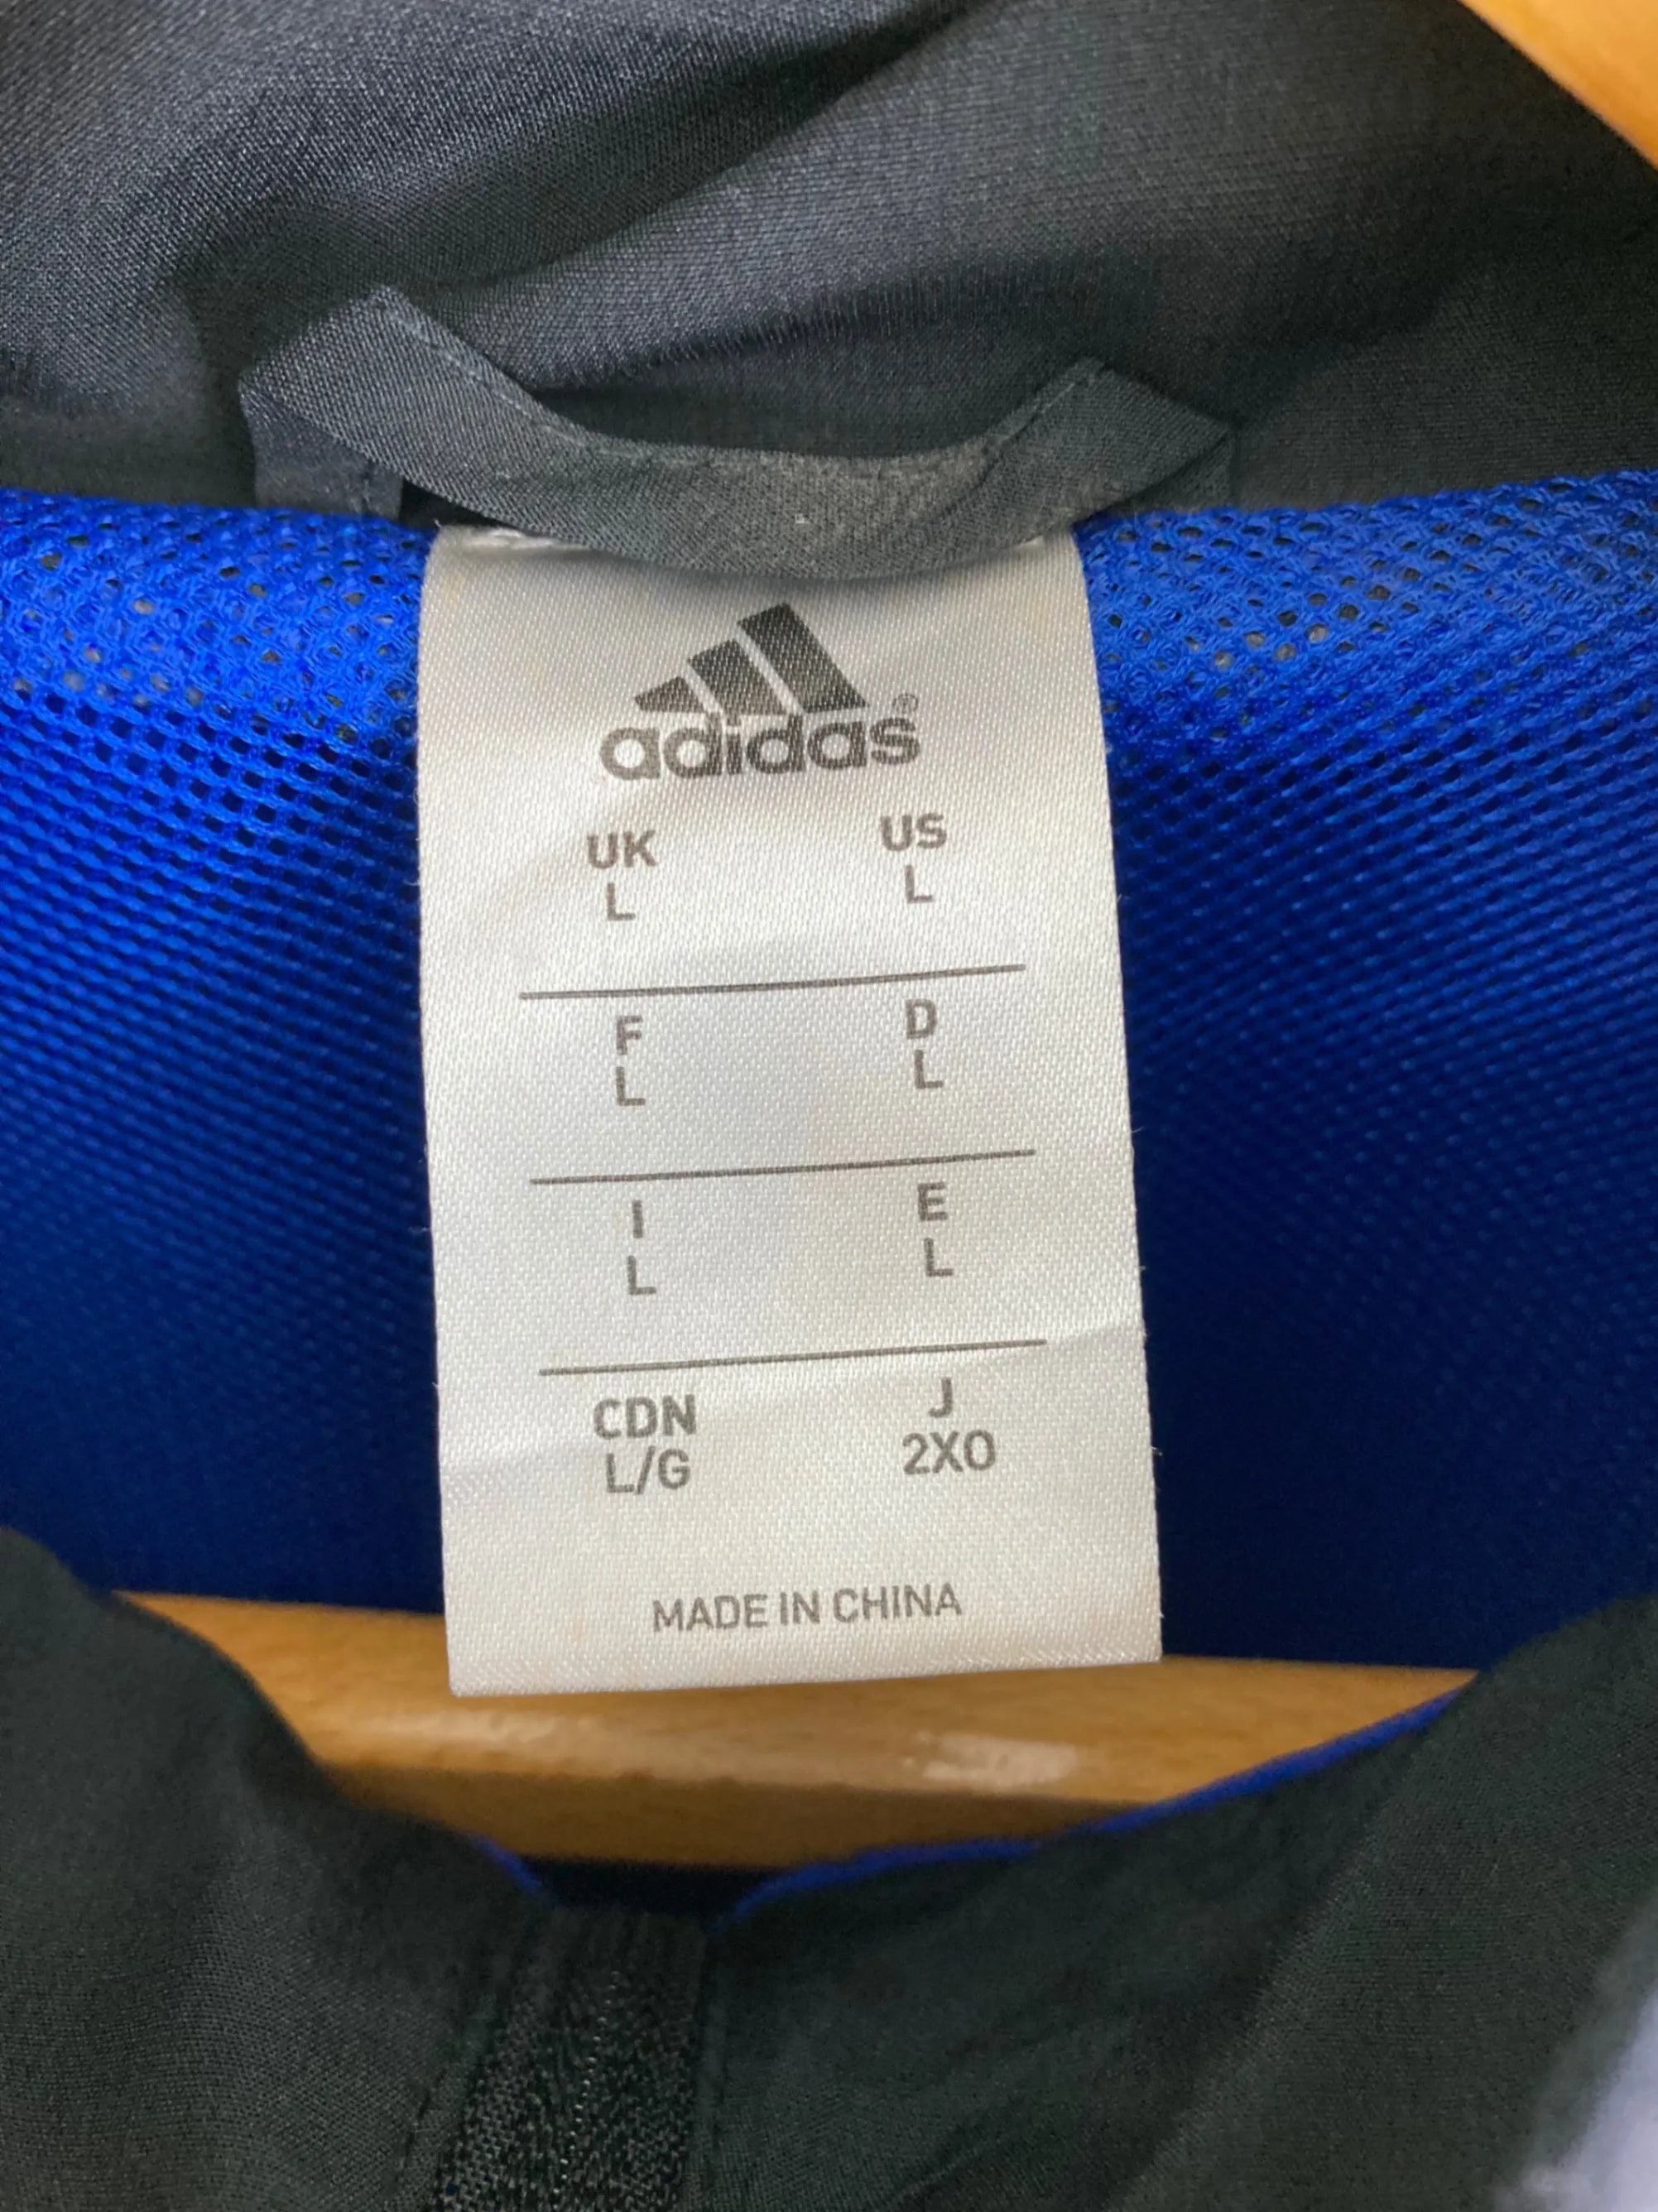 adidas®
UK US
L L
F D
L L
I E
L L
CDN J
L/G 2XO
MADE IN CHINA